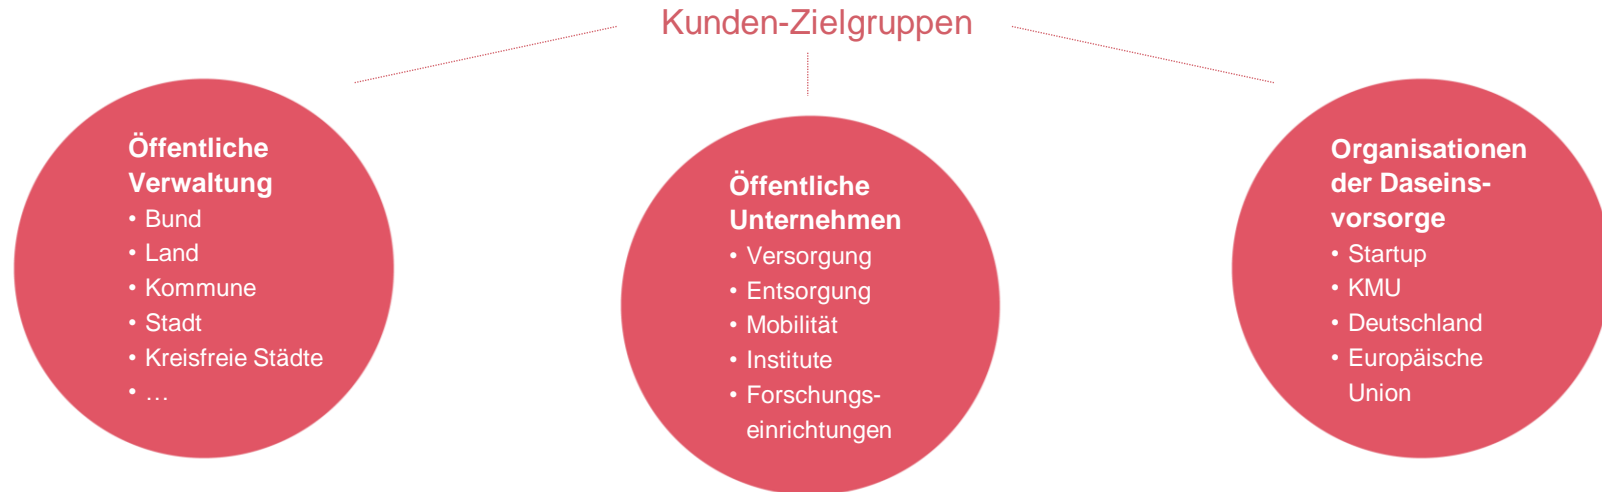 Kunden-Zielgruppen
Öffentliche
Verwaltung
• Bund
• Land
• Kommune
• Stadt
• Kreisfreie Städte
• …
Öffentliche
Unternehmen
• Versorgung
• Entsorgung
• Mobilität
• Institute
• Forschungs-
einrichtungen
Organisationen
der Daseins-
vorsorge
• Startup
• KMU
• Deutschland
• Europäische
Union